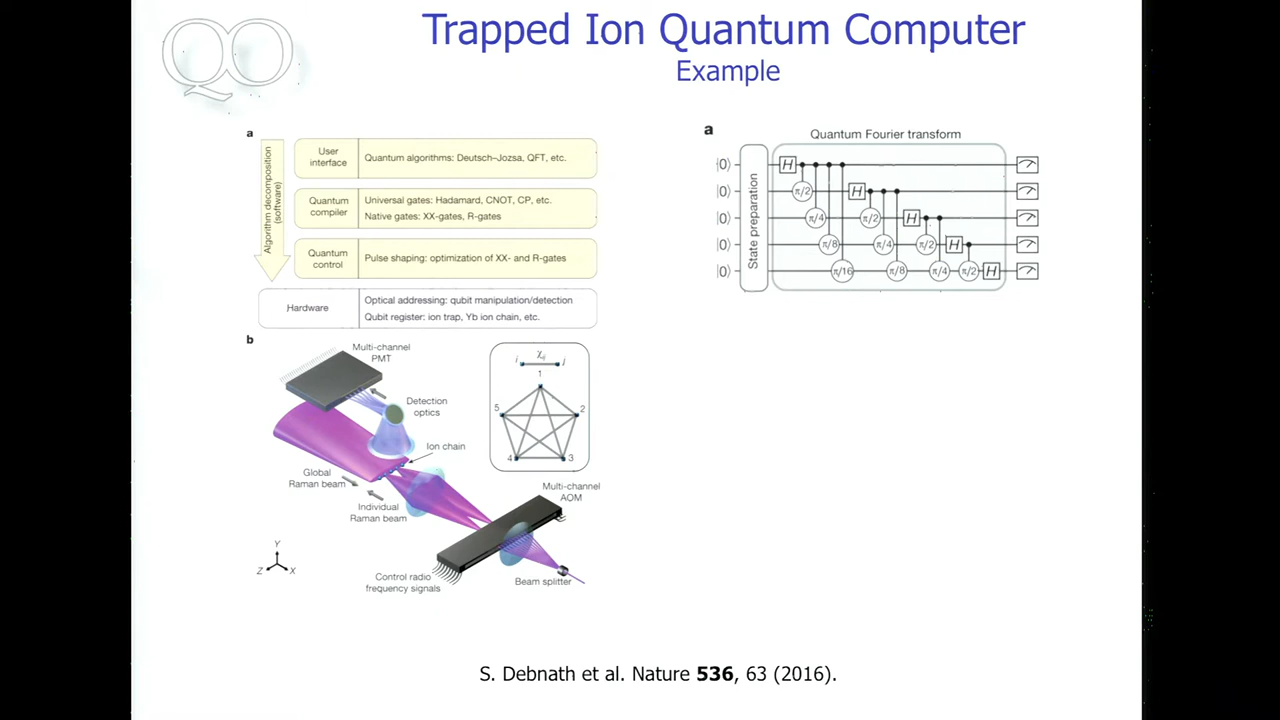 QO
Trapped Ion Quantum Computer
Example
a
Algorithm decomposition
(software)
User
interface
Quantum algorithms: Deutsch–Jozsa, QFT, etc.
Quantum
compiler
Universal gates: Hadamard, CNOT, CP, etc.
Native gates: XX-gates, R-gates
Quantum
control
Pulse shaping: optimization of XX- and R-gates
Hardware
Optical addressing: qubit manipulation/detection
Qubit register: ion trap, Yb ion chain, etc.
b
Multi-channel
PMT
Detection
optics
Ion chain
Global
Raman beam
Individual
Raman beam
Multi-channel
AOM
Control radio
frequency signals
Beam splitter
Y
Z X
χij
i j
1
5 2
4 3
a
Quantum Fourier transform
State preparation
|0⟩ H
|0⟩ π/2 H
|0⟩ π/4 π/2 H
|0⟩ π/8 π/4 π/2 H
|0⟩ π/16 π/8 π/4 π/2 H
S. Debnath et al. Nature 536, 63 (2016).